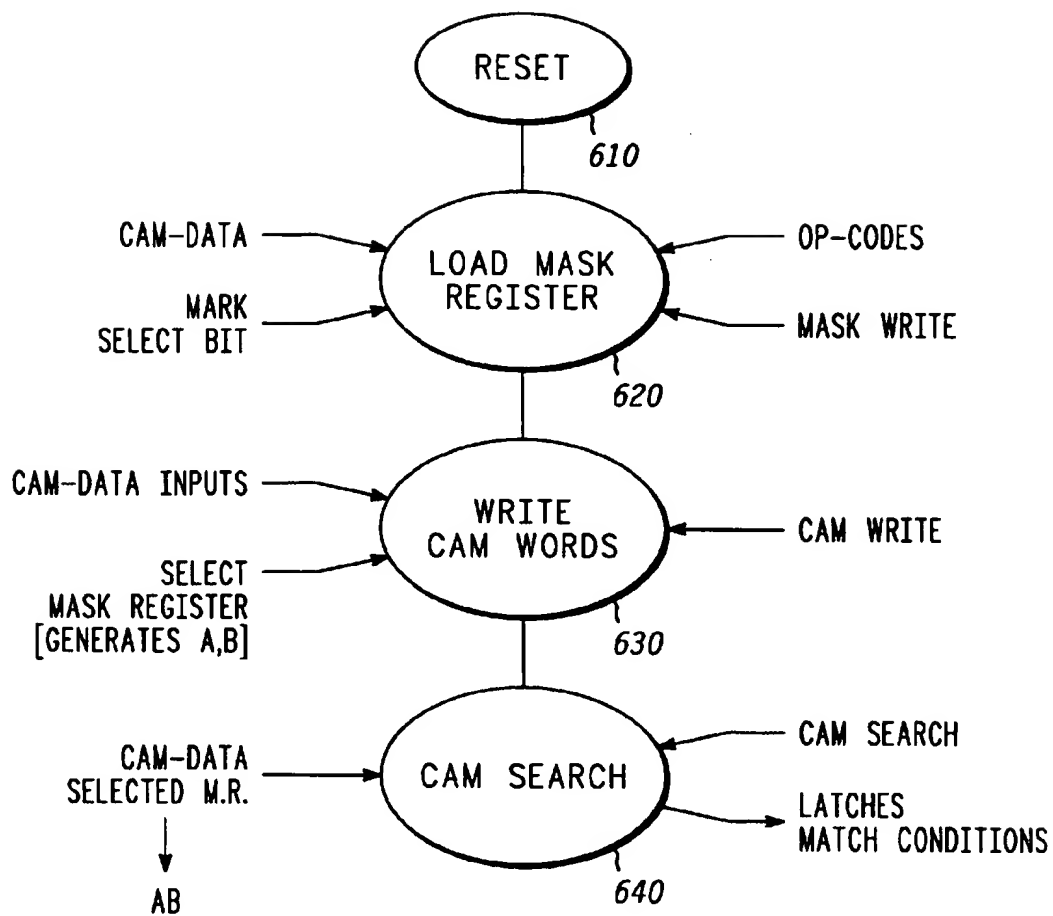 RESET
610
CAM-DATA
OP-CODES
LOAD MASK
REGISTER
MARK
SELECT BIT
MASK WRITE
620
CAM-DATA INPUTS
WRITE
CAM WORDS
CAM WRITE
SELECT
MASK REGISTER
[GENERATES A,B]
630
CAM-DATA
SELECTED M.R.
AB
CAM SEARCH
CAM SEARCH
LATCHES
MATCH CONDITIONS
640